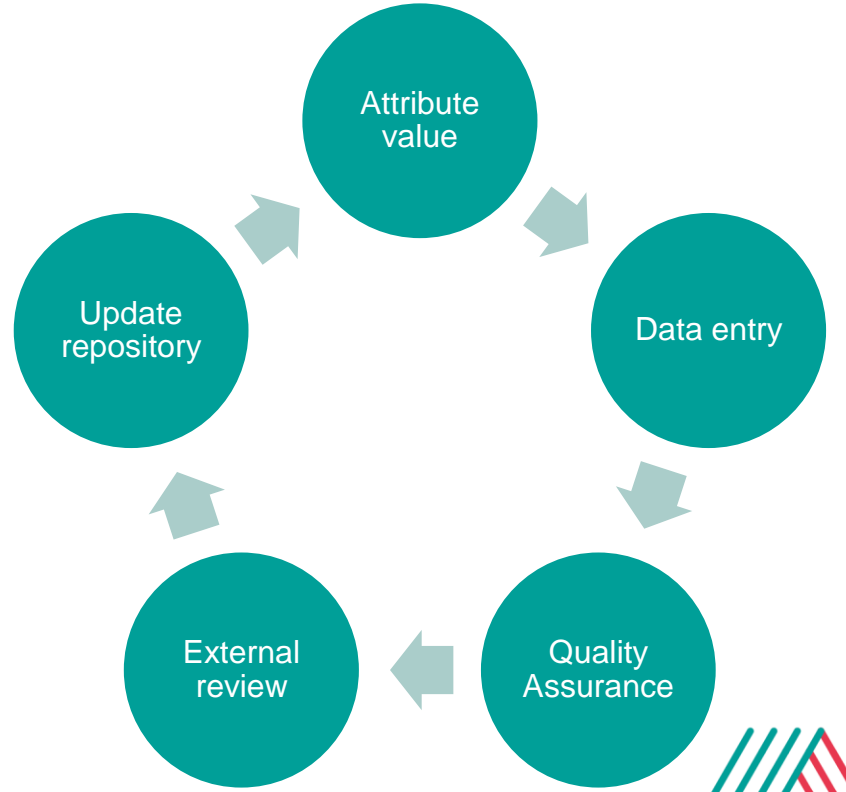 Attribute
value
Data entry
Quality
Assurance
External
review
Update
repository